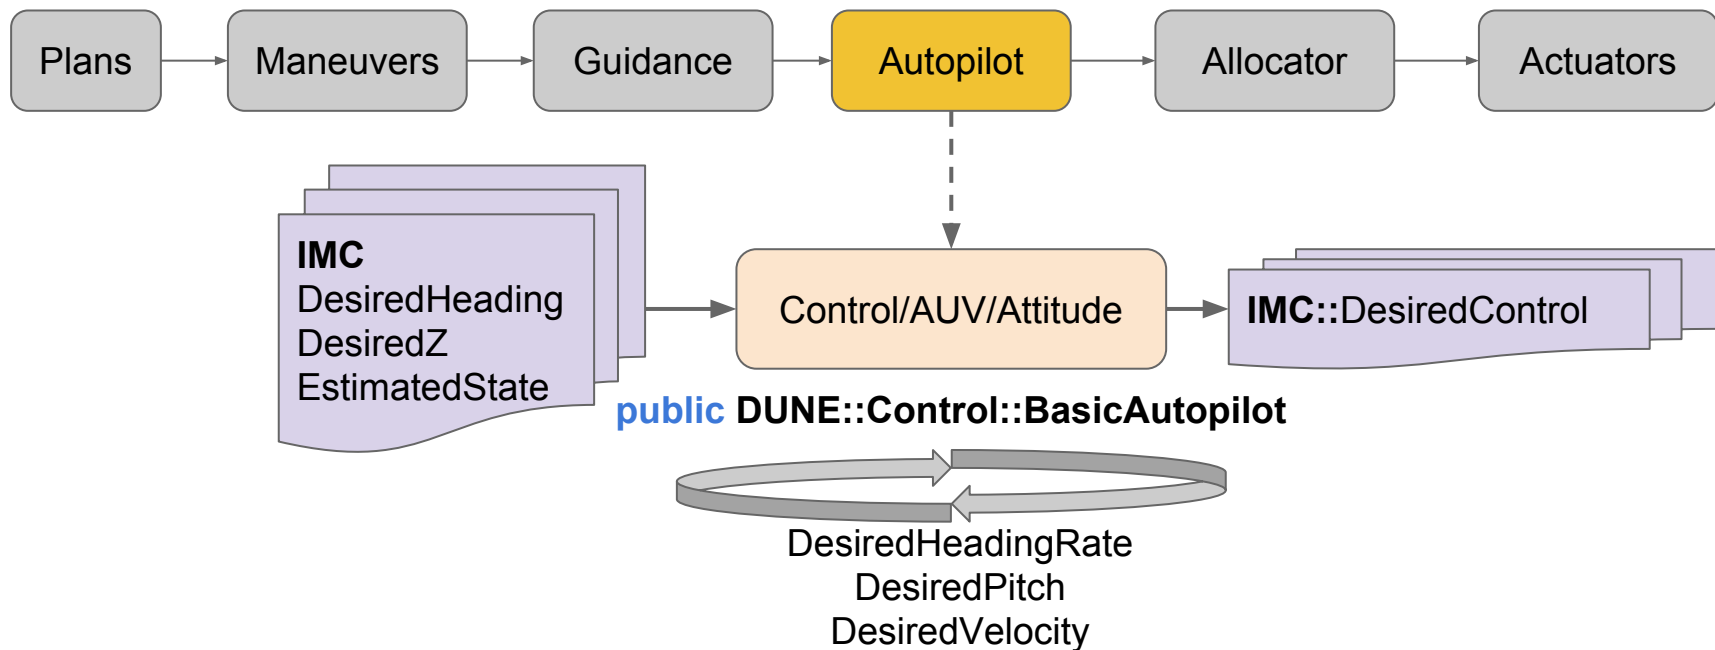 Plans
Maneuvers
Guidance
Autopilot
Allocator
Actuators
IMC
DesiredHeading
DesiredZ
EstimatedState
Control/AUV/Attitude
IMC::DesiredControl
public DUNE::Control::BasicAutopilot
DesiredHeadingRate
DesiredPitch
DesiredVelocity